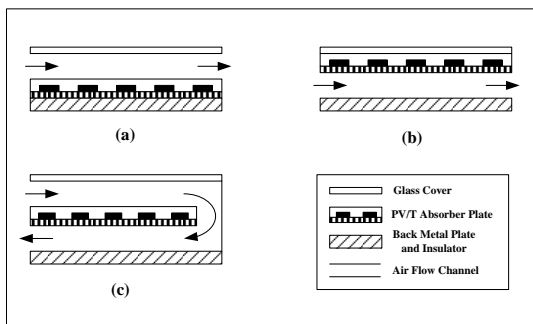 (a)
(b)
(c)
Glass Cover
PV/T Absorber Plate
Back Metal Plate
and Insulator
Air Flow Channel